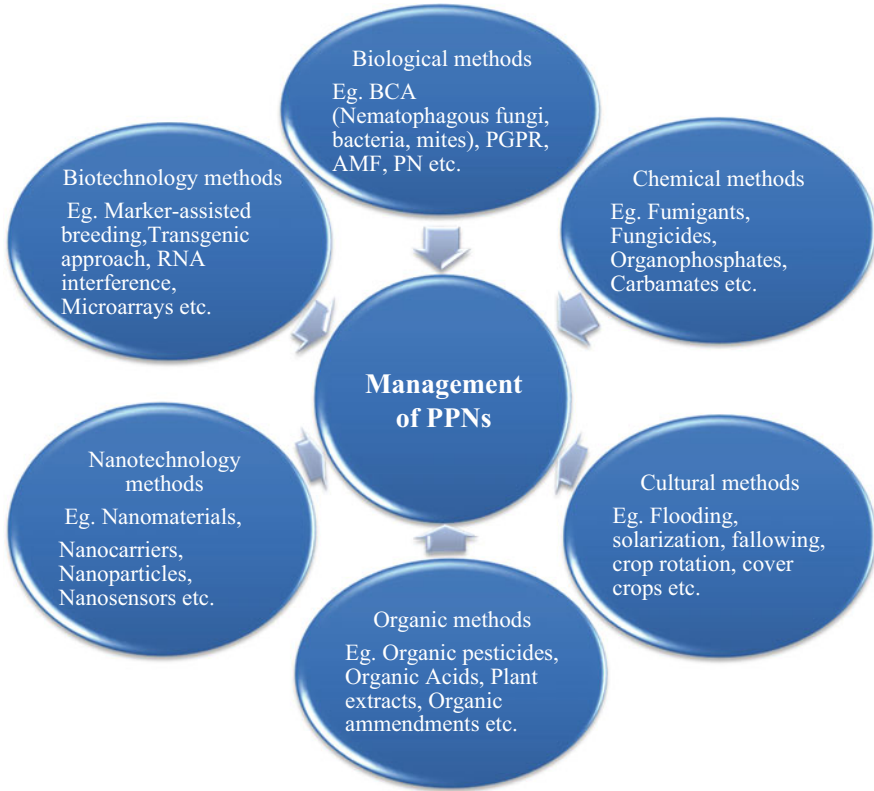 Biological methods
Eg. BCA
(Nematophagous fungi,
bacteria, mites), PGPR,
AMF, PN etc.
Chemical methods
Eg. Fumigants,
Fungicides,
Organophosphates,
Carbamates etc.
Cultural methods
Eg. Flooding,
solarization, fallowing,
crop rotation, cover
crops etc.
Organic methods
Eg. Organic pesticides,
Organic Acids, Plant
extracts, Organic
ammendments etc.
Nanotechnology
methods
Eg. Nanomaterials,
Nanocarriers,
Nanoparticles,
Nanosensors etc.
Biotechnology methods
Eg. Marker-assisted
breeding,Transgenic
approach, RNA
interference,
Microarrays etc.
Management
of PPNs